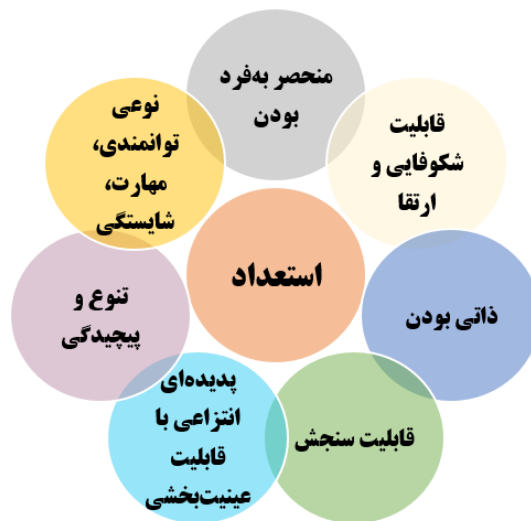 منحصر به‌فرد
بودن
قابلیت
شکوفایی و
ارتقا
ذاتی بودن
قابلیت سنجش
پدیده‌ای
انتزاعی با
قابلیت
عینیت‌بخشی
تنوع و
پیچیدگی
نوعی
توانمندی،
مهارت،
شایستگی
استعداد